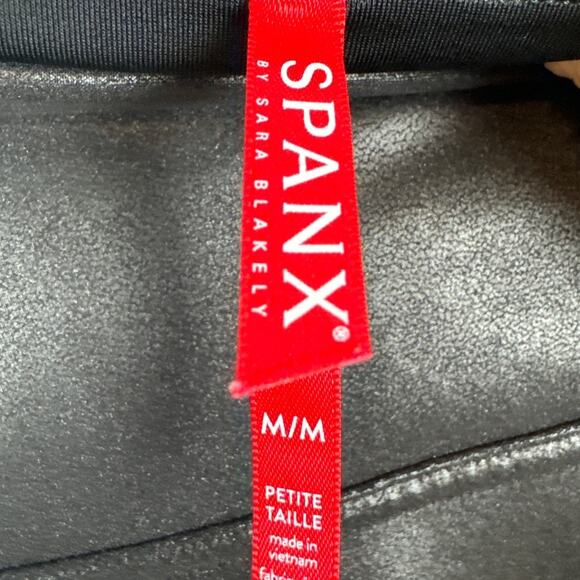 SPANX®
BY SARA BLAKELY
M/M
PETITE
TAILLE
made in
vietnam